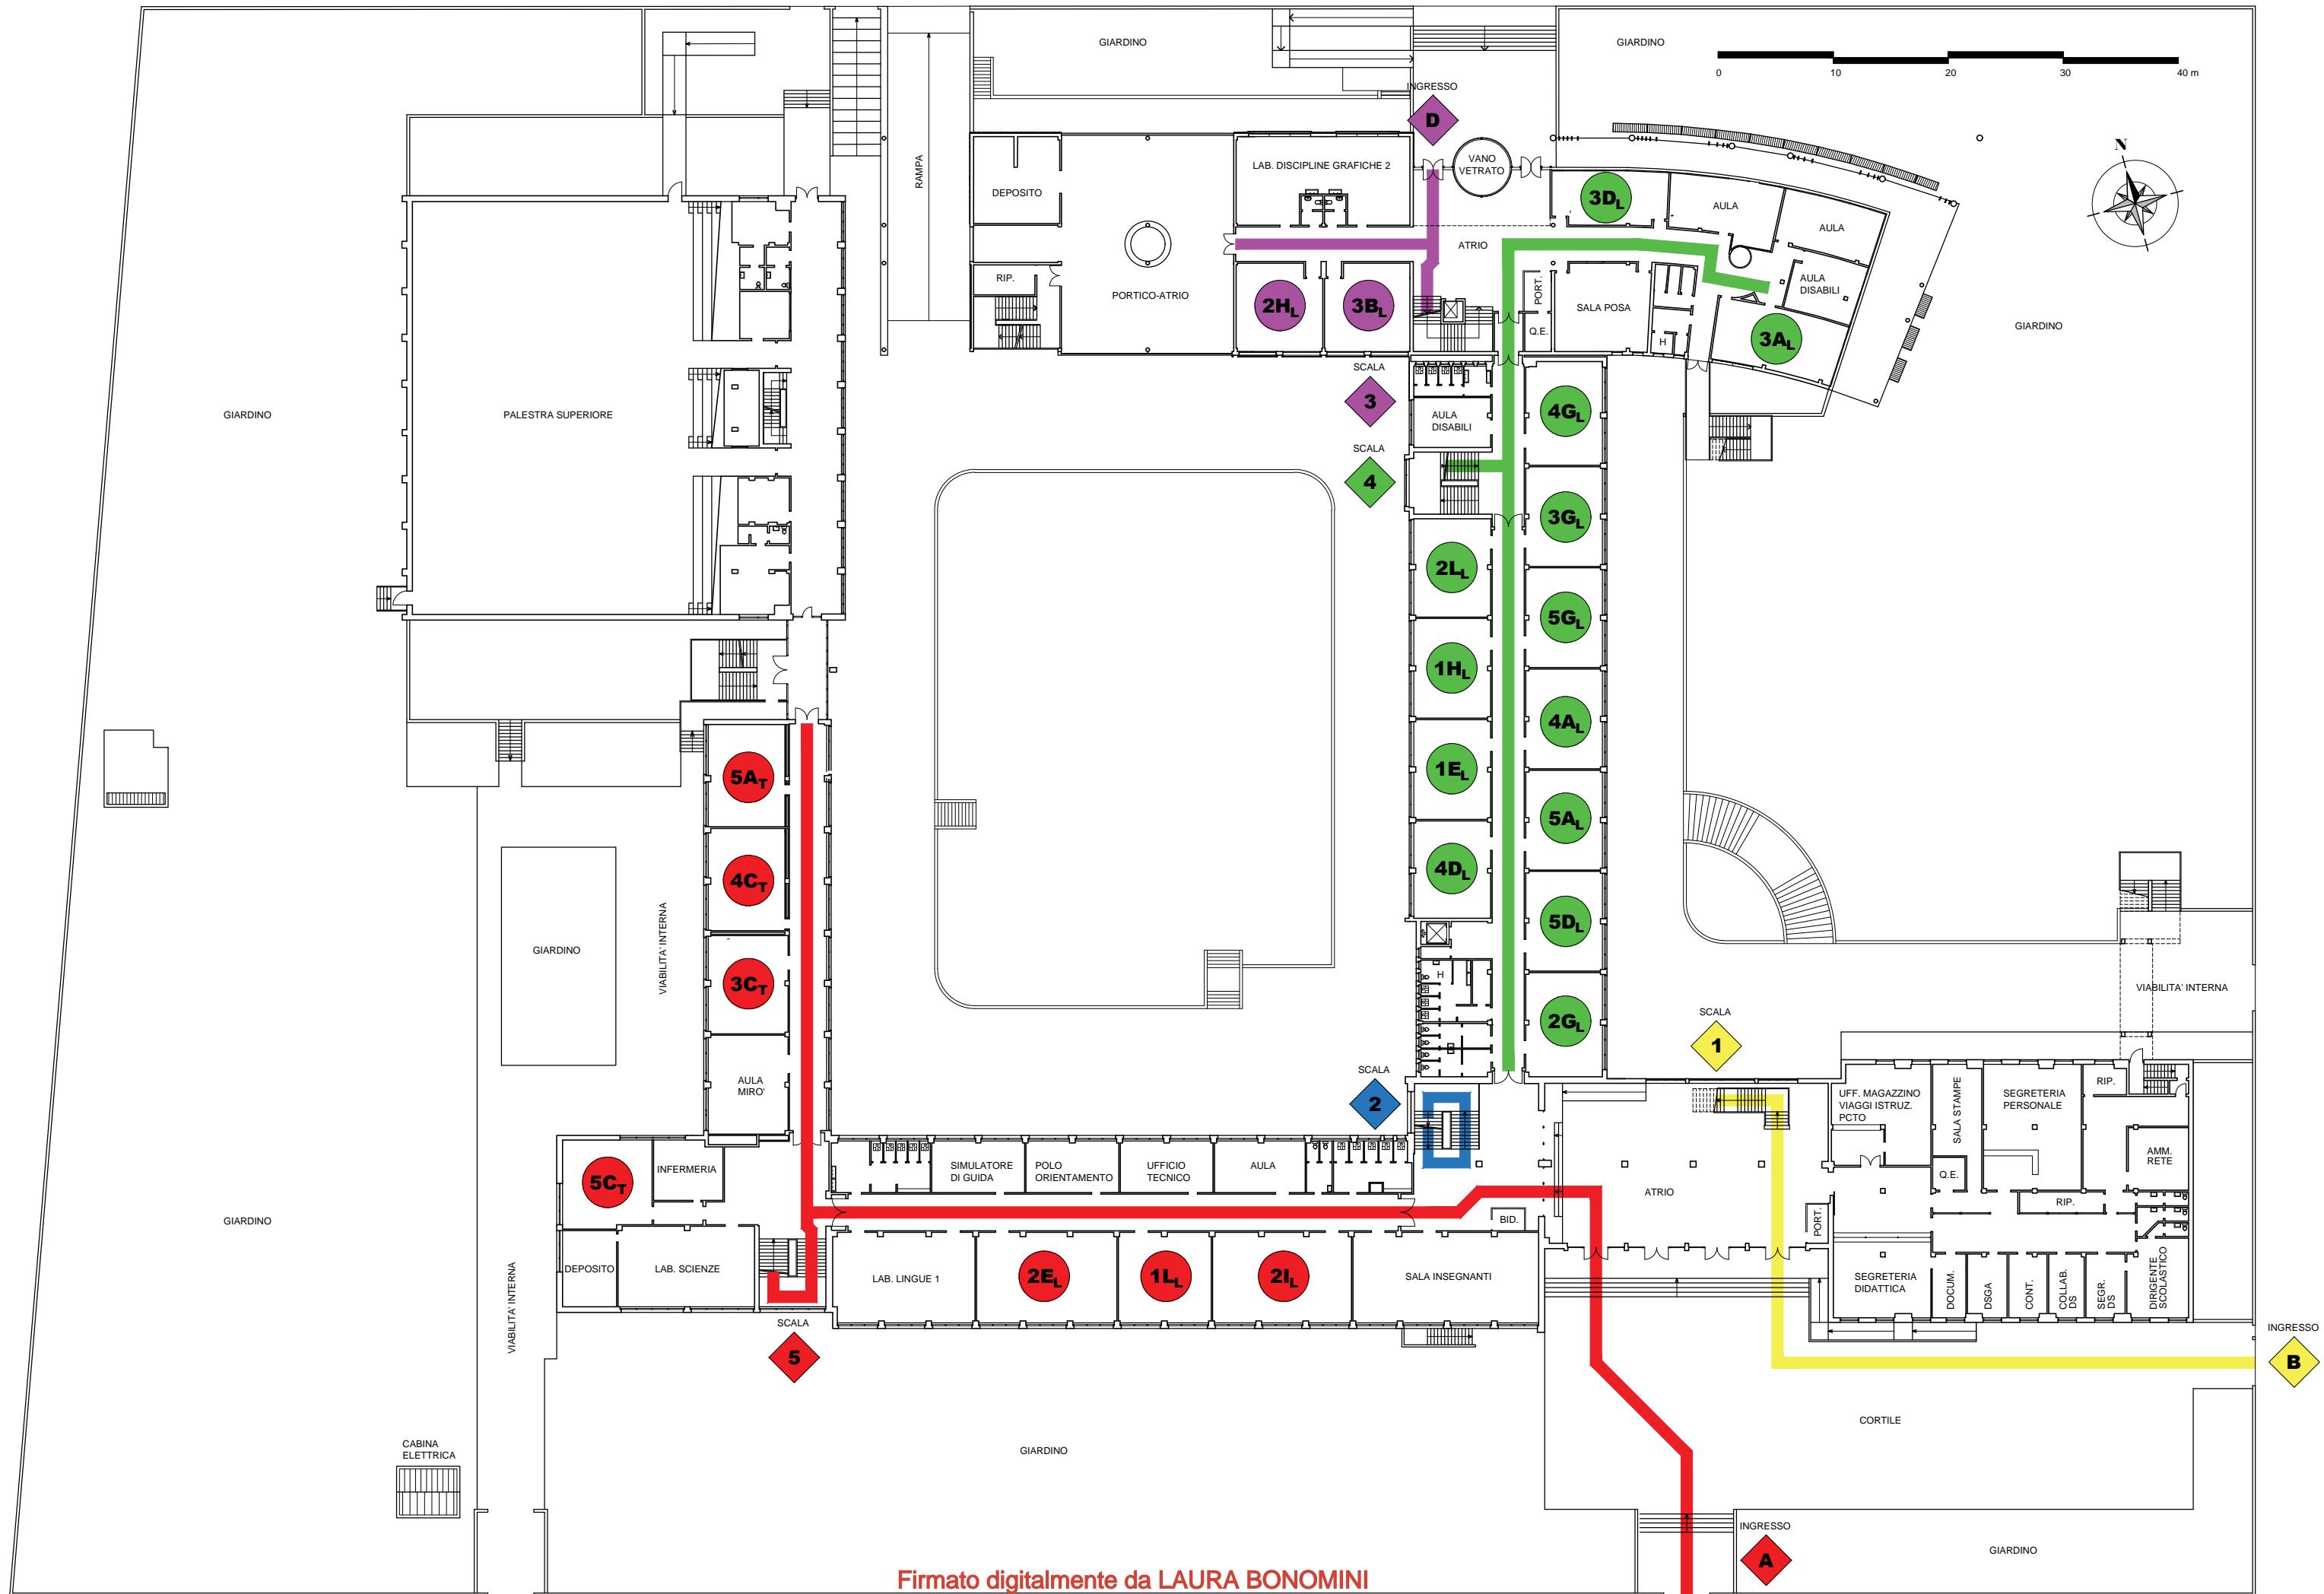 GIARDINO
GIARDINO
0 10 20 30 40 m
INGRESSO
D
N
RAMPA
DEPOSITO
LAB. DISCIPLINE GRAFICHE 2
VANO
VETRATO
3DL
AULA
AULA
ATRIO
RIP.
PORTICO-ATRIO
2HL
3BL
PORT.
Q.E.
SALA POSA
AULA
DISABILI
H
3AL
GIARDINO
SCALA
3
GIARDINO
PALESTRA SUPERIORE
AULA
DISABILI
4GL
SCALA
4
3GL
2LL
5GL
1HL
4AL
5AT
1EL
5AL
4CT
4DL
5DL
VIABILITA' INTERNA
GIARDINO
3CT
H
2GL
VIABILITA' INTERNA
SCALA
1
AULA
MIRO'
SCALA
2
UFF. MAGAZZINO
VIAGGI ISTRUZ.
PCTO
SALA STAMPE
SEGRETERIA
PERSONALE
RIP.
AMM.
RETE
Q.E.
RIP.
5CT
INFERMERIA
SIMULATORE
DI GUIDA
POLO
ORIENTAMENTO
UFFICIO
TECNICO
AULA
ATRIO
GIARDINO
BID.
PORT.
DEPOSITO
LAB. SCIENZE
LAB. LINGUE 1
2EL
1LL
2IL
SALA INSEGNANTI
SEGRETERIA
DIDATTICA
DOCUM.
DSGA
CONT.
COLLAB.
DS
SEGR.
DS
DIRIGENTE
SCOLASTICO
VIABILITA' INTERNA
SCALA
5
INGRESSO
B
CORTILE
CABINA
ELETTRICA
GIARDINO
INGRESSO
A
GIARDINO
Firmato digitalmente da LAURA BONOMINI